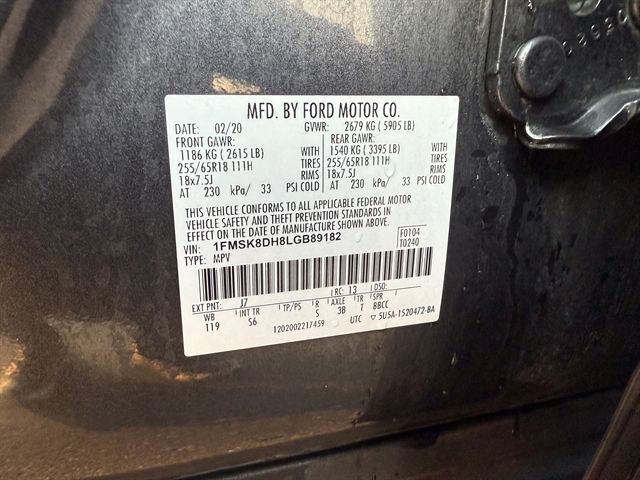 MFD. BY FORD MOTOR CO.
DATE: 02/20 GVWR: 2679 KG ( 5905 LB)
FRONT GAWR: REAR GAWR:
1186 KG ( 2615 LB) WITH 1540 KG ( 3395 LB) WITH
255/65R18 111H TIRES 255/65R18 111H TIRES
18x7.5J RIMS 18x7.5J RIMS
AT 230 kPa/ 33 PSI COLD AT 230 kPa/ 33 PSI COLD
THIS VEHICLE CONFORMS TO ALL APPLICABLE FEDERAL MOTOR
VEHICLE SAFETY AND THEFT PREVENTION STANDARDS IN
EFFECT ON THE DATE OF MANUFACTURE SHOWN ABOVE.
VIN: 1FMSK8DH8LGB89182 F0104
TYPE: MPV T0240
EXT PNT: J7 RC: 13 DSO:
WB INT TR TP/PS R AXLE TR SPR
119 S6 S 3B T BBCC
1202002217459 UTC ▽ 5U5A-1520472-BA